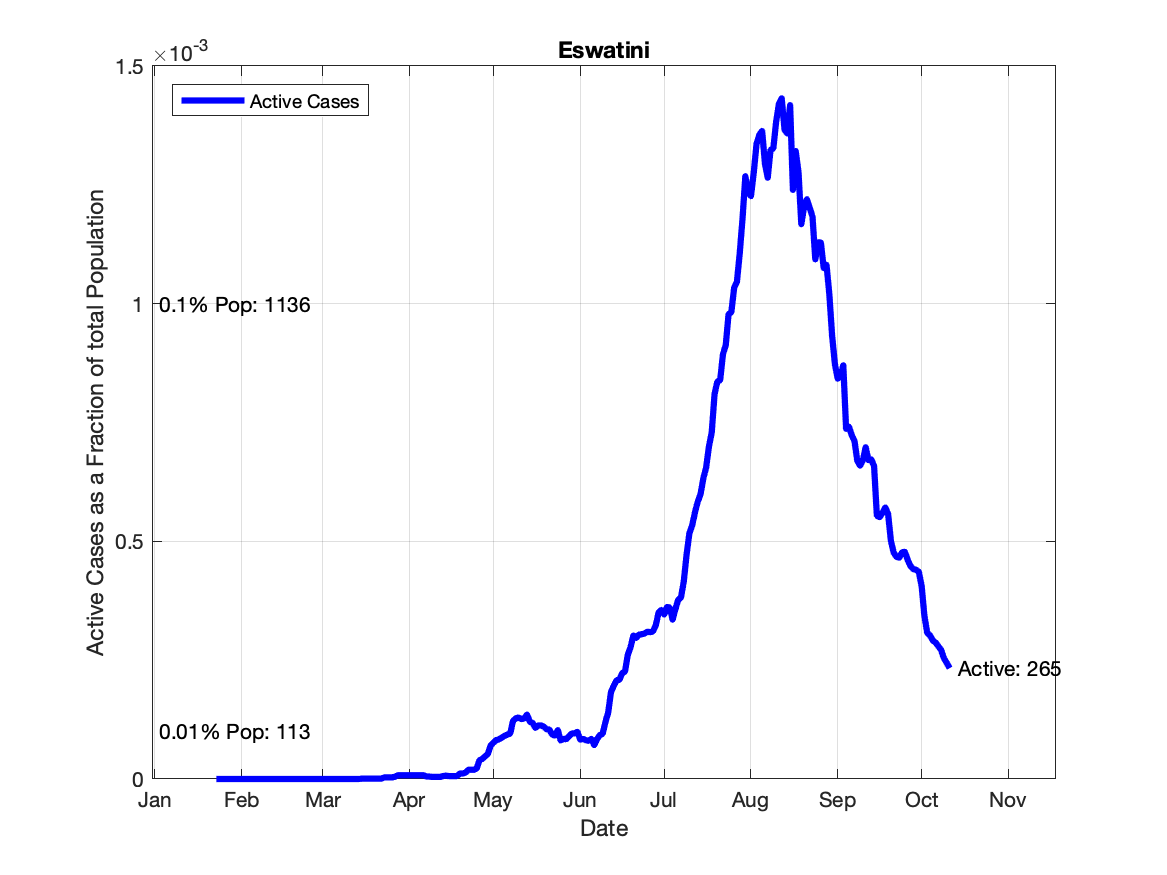 Eswatini
×10-3
1.5
Active Cases
1
0.1% Pop: 1136
0.5
Active: 265
0.01% Pop: 113
0
Jan Feb Mar Apr May Jun Jul Aug Sep Oct Nov
Date
Active Cases as a Fraction of total Population